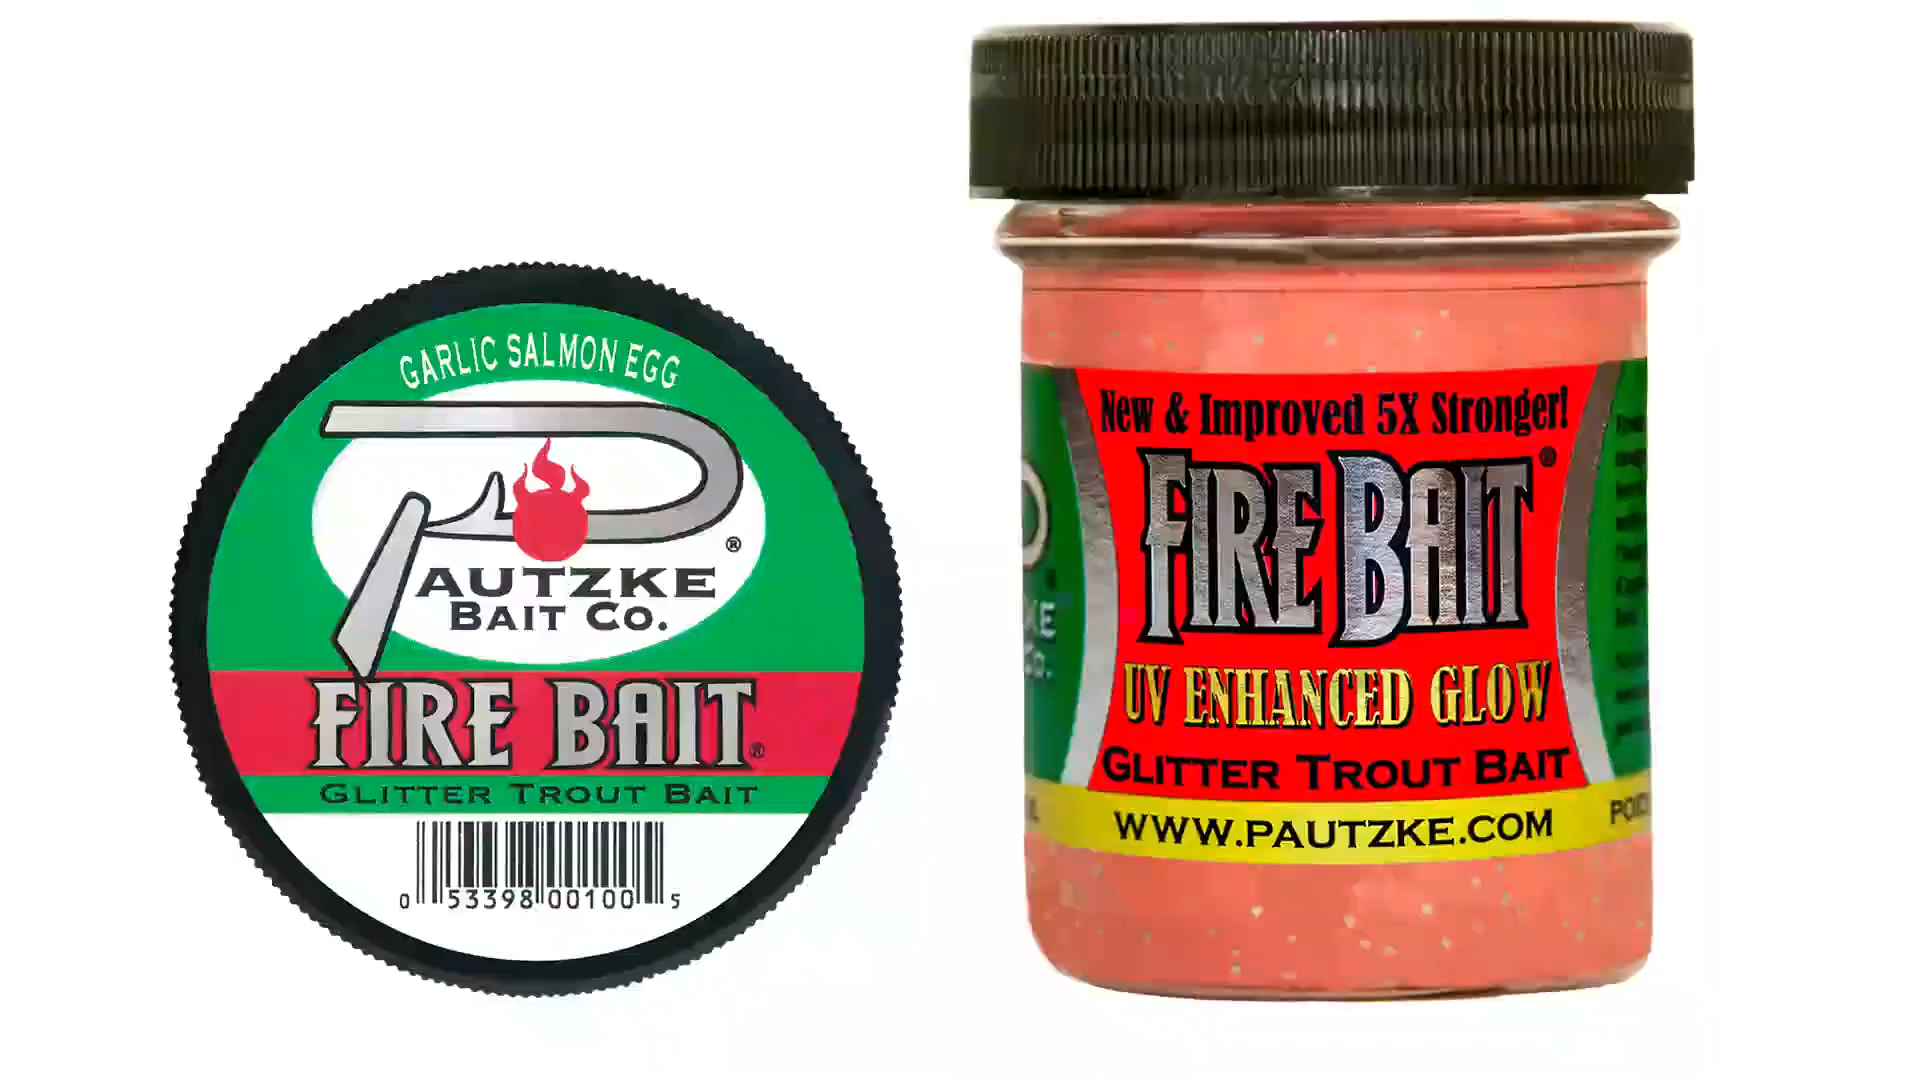 GARLIC SALMON EGG
PAUTZKE
BAIT CO.
®
FIRE BAIT®
GLITTER TROUT BAIT
0 53398 00100 5
New & Improved 5X Stronger!
FIRE BAIT®
UV ENHANCED GLOW
GLITTER TROUT BAIT
WWW.PAUTZKE.COM